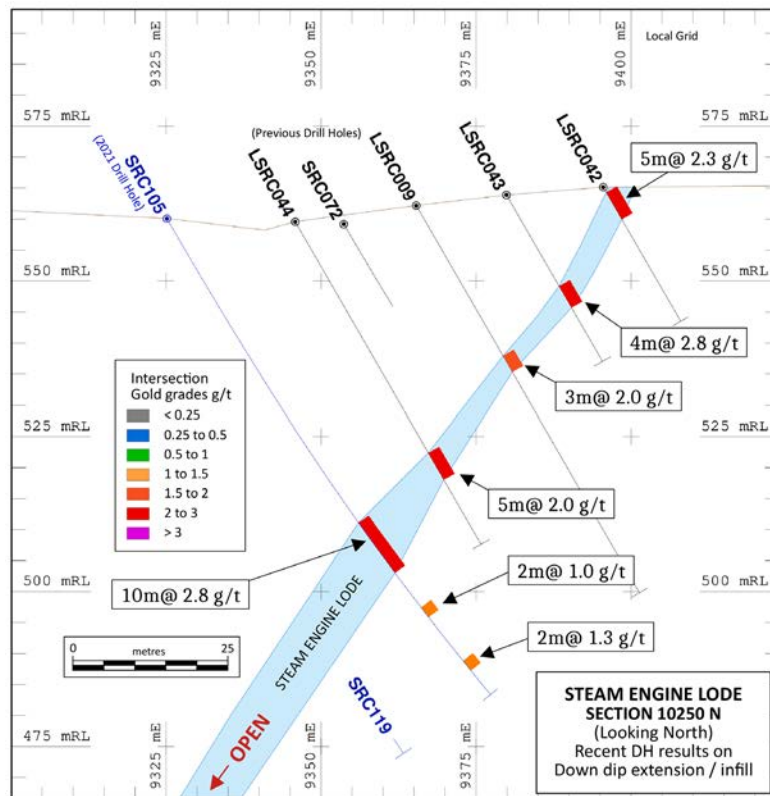 9325 mE
9350 mE
9375 mE
9400 mE
Local Grid
575 mRL
575 mRL
(Previous Drill Holes)
SRC105
(2021 Drill Hole)
LSRC044
SRC072
LSRC009
LSRC043
LSRC042
5m@ 2.3 g/t
550 mRL
550 mRL
4m@ 2.8 g/t
3m@ 2.0 g/t
Intersection
Gold grades g/t
< 0.25
0.25 to 0.5
0.5 to 1
1 to 1.5
1.5 to 2
2 to 3
> 3
525 mRL
525 mRL
5m@ 2.0 g/t
10m@ 2.8 g/t
2m@ 1.0 g/t
500 mRL
500 mRL
2m@ 1.3 g/t
0 25
metres
STEAM ENGINE LODE
SRC119
OPEN
475 mRL
STEAM ENGINE LODE
SECTION 10250 N
(Looking North)
Recent DH results on
Down dip extension / infill
9325 mE
9350 mE
9375 mE